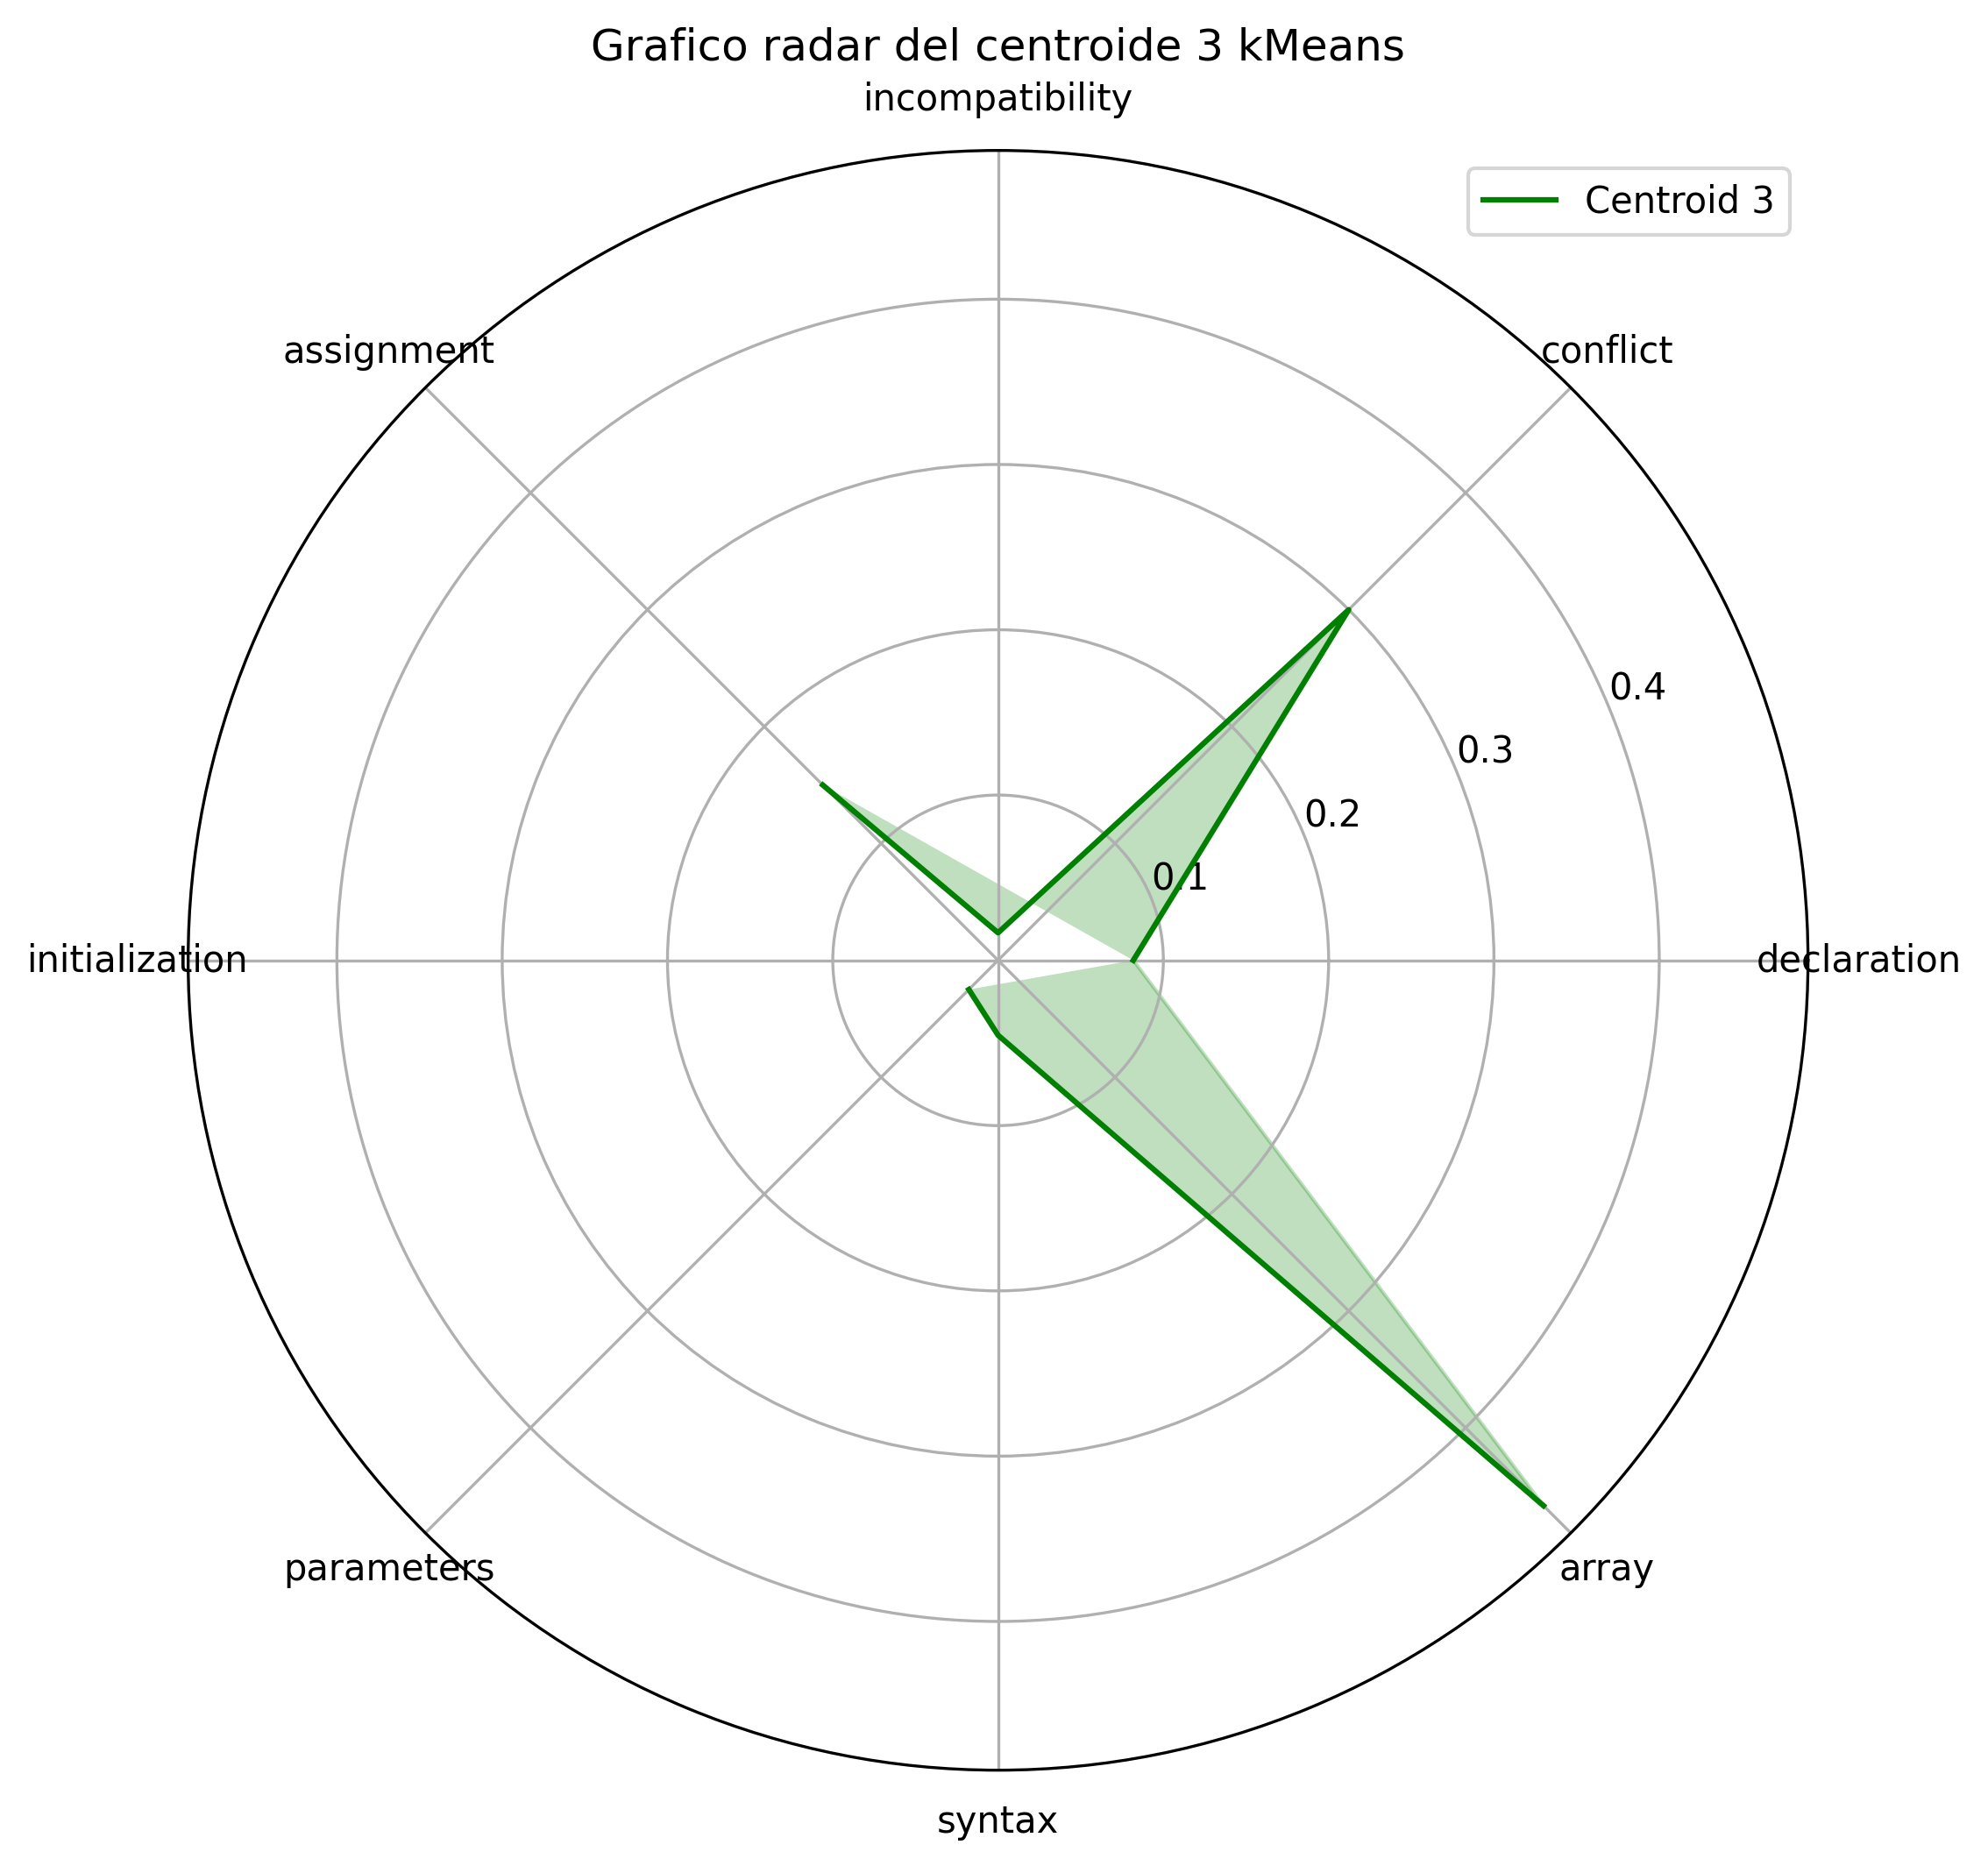 Grafico radar del centroide 3 kMeans
incompatibility
Centroid 3
assignment
conflict
0.4
0.3
0.2
0.1
initialization
declaration
parameters
array
syntax